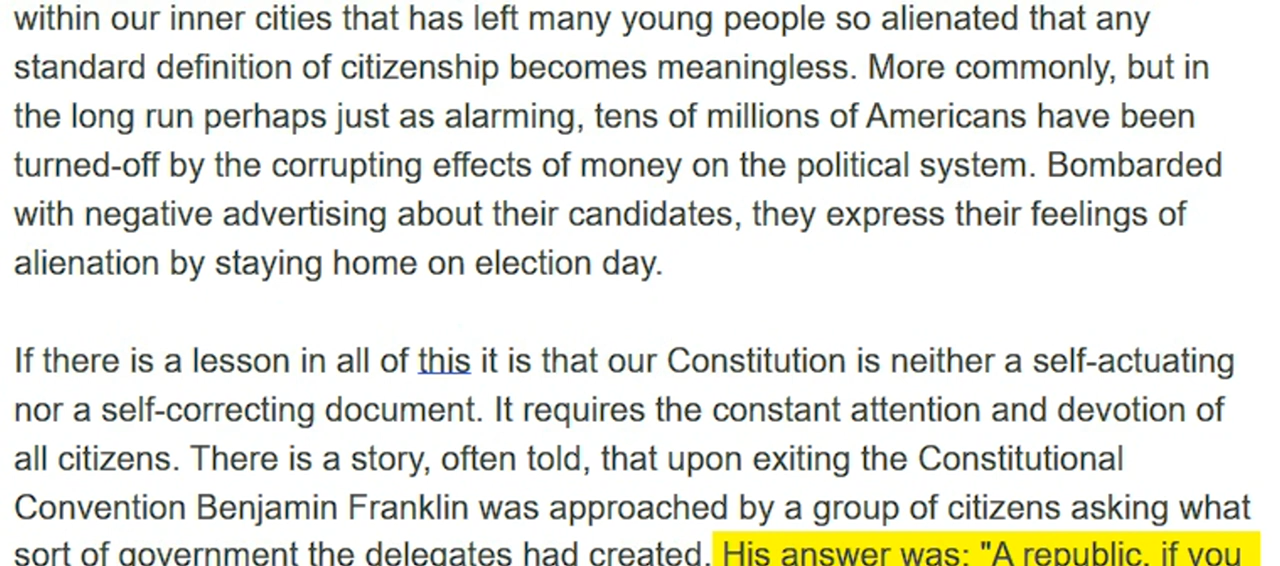 within our inner cities that has left many young people so alienated that any
standard definition of citizenship becomes meaningless. More commonly, but in
the long run perhaps just as alarming, tens of millions of Americans have been
turned-off by the corrupting effects of money on the political system. Bombarded
with negative advertising about their candidates, they express their feelings of
alienation by staying home on election day.
If there is a lesson in all of this it is that our Constitution is neither a self-actuating
nor a self-correcting document. It requires the constant attention and devotion of
all citizens. There is a story, often told, that upon exiting the Constitutional
Convention Benjamin Franklin was approached by a group of citizens asking what
sort of government the delegates had created. His answer was: "A republic, if you